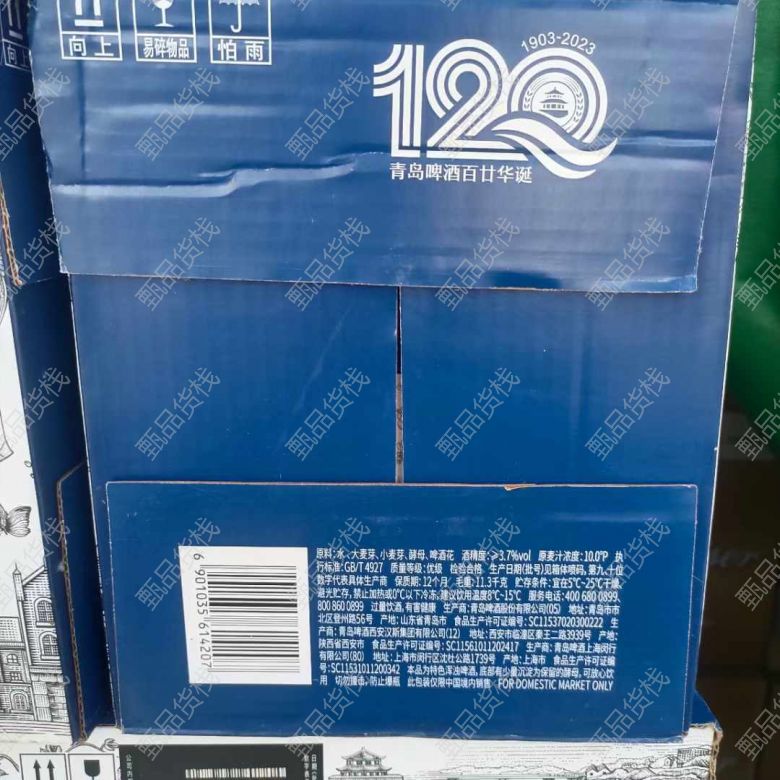 向上
易碎物品
怕雨
1903-2023
120
青岛啤酒百廿华诞
甄品货栈
原料:水、大麦芽、小麦芽、酵母、啤酒花 酒精度:≥3.7%vol 原麦汁浓度:10.0°P 执
行标准:GB/T 4927 质量等级:优级 检验合格 生产日期(批号)见箱体喷码,第九、十位
数字代表具体生产商 保质期:12个月 毛重:11.3千克 贮存条件:宜在5℃~25℃干燥、
避光贮存,禁止加热或0℃以下冷冻。建议饮用温度8℃~15℃ 服务电话:400 680 0899、
800 860 0899 过量饮酒,有害健康 生产商:青岛啤酒股份有限公司(05) 地址:青岛市市
北区登州路56号 产地:山东省青岛市 食品生产许可证编号:SC11537020300222 生产
商:青岛啤酒西安汉斯集团有限公司(12) 地址:西安市临潼区秦王二路3939号 产地:
陕西省西安市 食品生产许可证编号:SC11561011202417 生产商:青岛啤酒上海闵行
有限公司(80) 地址:上海市闵行区沈杜公路1739号 产地:上海市 食品生产许可证编号:
SC11531011200342 本品为特色浑浊啤酒,底部有少量沉淀为保留的酵母,可放心饮
用 切勿撞击,防止爆瓶 此包装仅限中国境内销售 FOR DOMESTIC MARKET ONLY
6 901035 614207